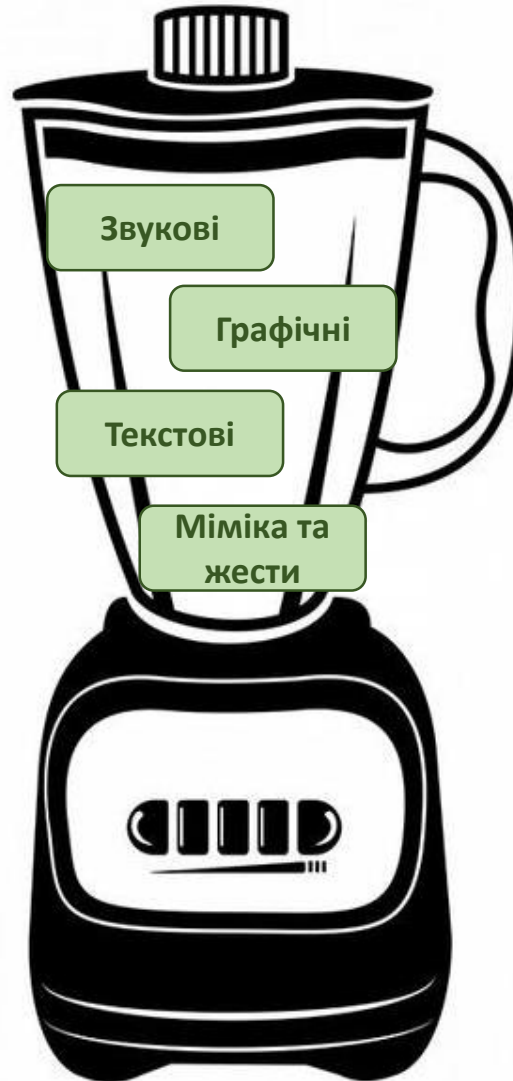 Звукові
Графічні
Текстові
Міміка та
жести